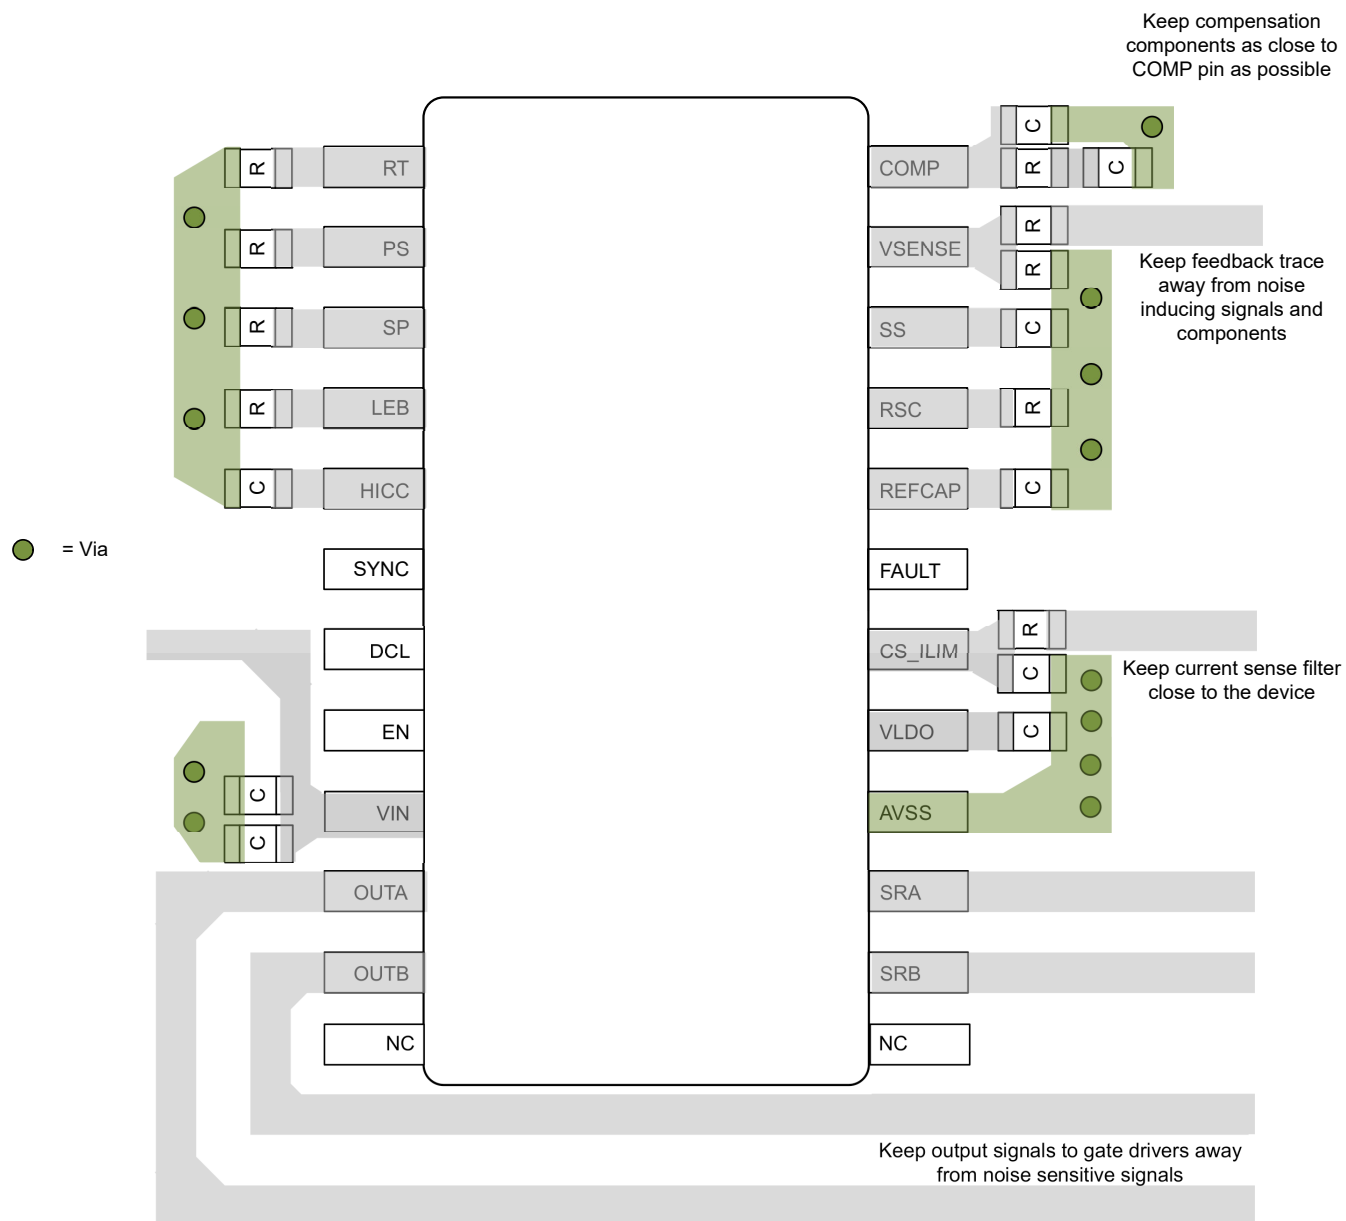 Keep compensation
components as close to
COMP pin as possible
C
R RT COMP R C
R
R PS VSENSE
R
Keep feedback trace
away from noise
inducing signals and
components
R SP SS C
R LEB RSC R
C HICC REFCAP C
= Via
SYNC FAULT
R
DCL CS_ILIM
C
Keep current sense filter
close to the device
EN VLDO C
C
VIN AVSS
C
OUTA SRA
OUTB SRB
NC NC
Keep output signals to gate drivers away
from noise sensitive signals